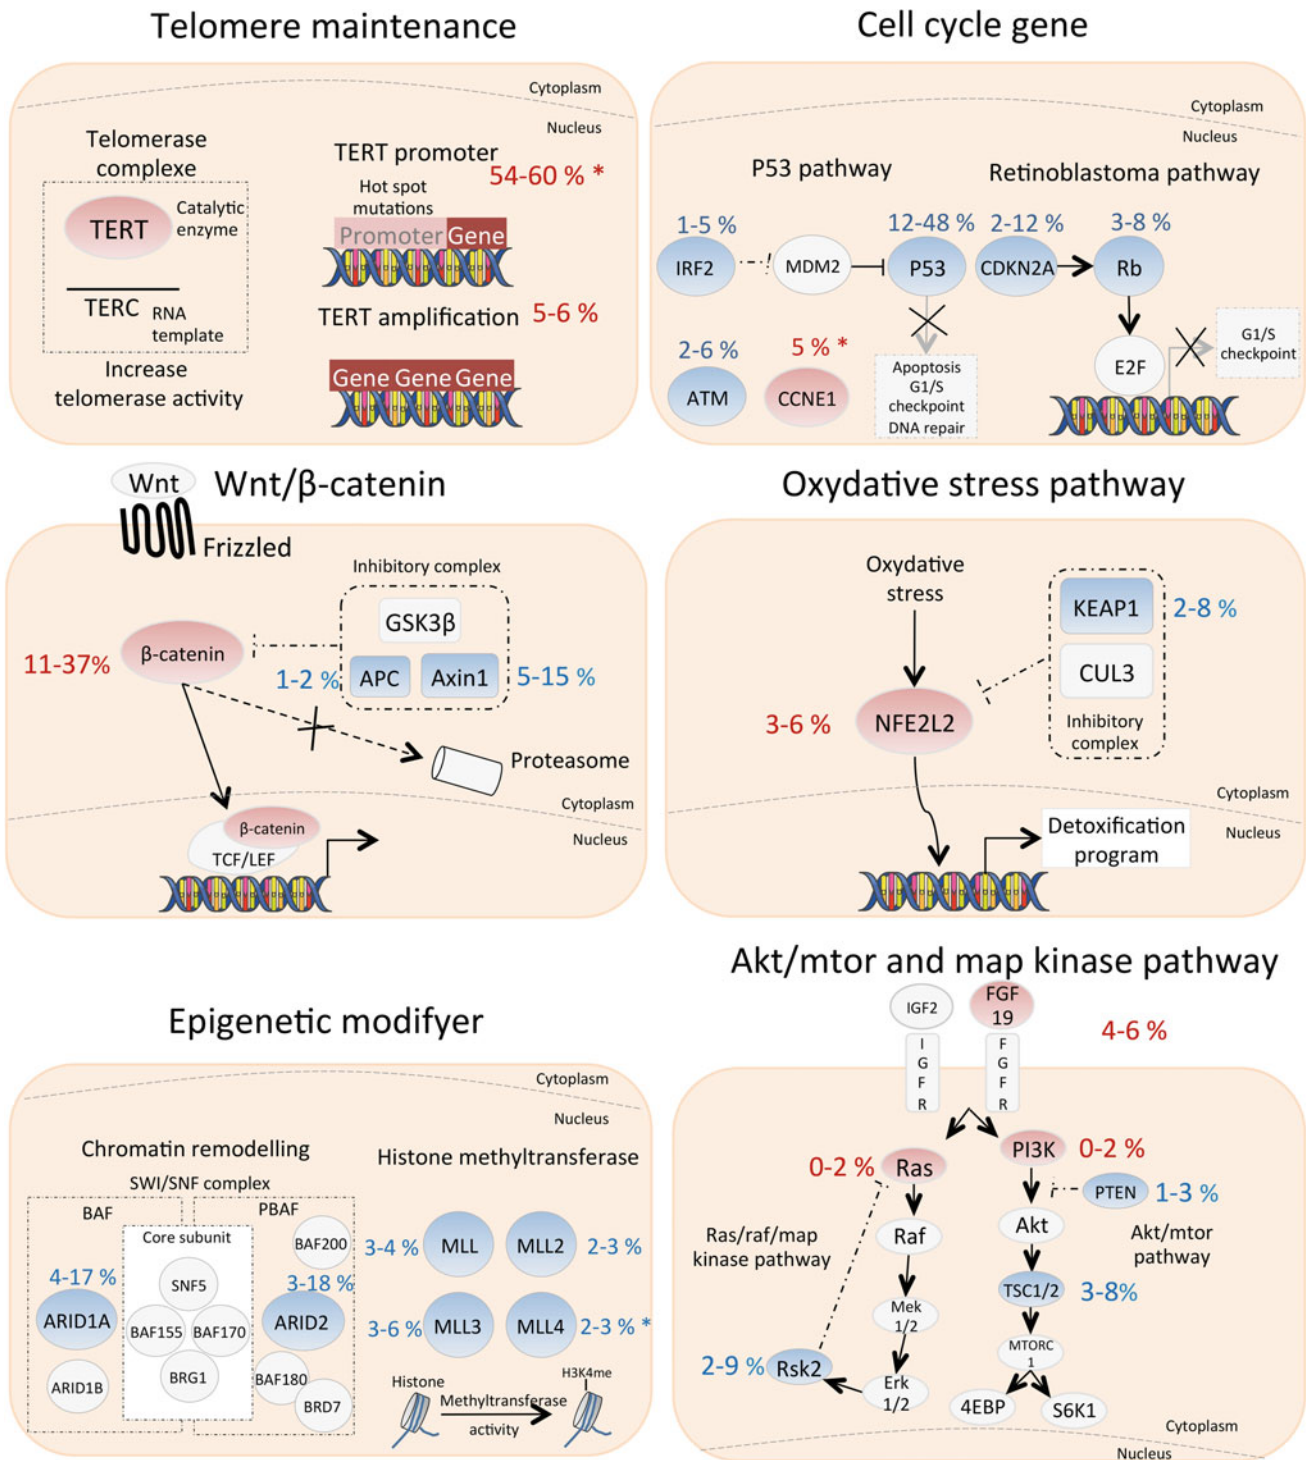 Telomere maintenance
Cytoplasm
Nucleus
Telomerase
complexe
TERT
Catalytic
enzyme
TERC
RNA
template
Increase
telomerase activity
TERT promoter
54-60 % *
Hot spot
mutations
Promoter Gene
TERT amplification 5-6 %
Gene Gene Gene
Cell cycle gene
Cytoplasm
Nucleus
P53 pathway
Retinoblastoma pathway
1-5 %
12-48 %
2-12 %
3-8 %
IRF2
MDM2
P53
CDKN2A
Rb
2-6 %
5 % *
ATM
CCNE1
Apoptosis
G1/S
checkpoint
DNA repair
E2F
G1/S
checkpoint
Wnt
Wnt/β-catenin
Frizzled
Inhibitory complex
GSK3β
β-catenin
11-37%
1-2 %
APC
Axin1
5-15 %
Proteasome
Cytoplasm
Nucleus
β-catenin
TCF/LEF
Oxydative stress pathway
Oxydative
stress
KEAP1
2-8 %
CUL3
Inhibitory
complex
3-6 %
NFE2L2
Cytoplasm
Nucleus
Detoxification
program
Epigenetic modifyer
Cytoplasm
Nucleus
Chromatin remodelling
SWI/SNF complex
BAF
PBAF
Core subunit
BAF200
4-17 %
SNF5
3-18 %
ARID1A
BAF155
BAF170
ARID2
ARID1B
BRG1
BAF180
BRD7
Histone methyltransferase
3-4 %
MLL
MLL2
2-3 %
3-6 %
MLL3
MLL4
2-3 % *
Histone
Methyltransferase
activity
H3K4me
Akt/mtor and map kinase pathway
IGF2
FGF
19
4-6 %
I
G
F
R
F
G
F
R
0-2 %
Ras
PI3K
0-2 %
PTEN
1-3 %
Ras/raf/map
kinase pathway
Raf
Akt
Akt/mtor
pathway
TSC1/2
3-8%
Mek
1/2
MTORC
1
2-9 %
Rsk2
Erk
1/2
4EBP
S6K1
Cytoplasm
Nucleus